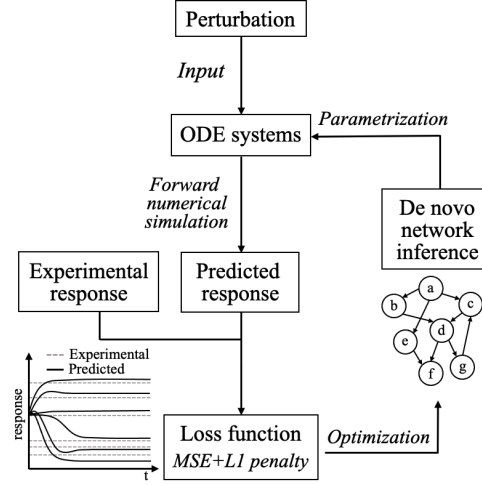 Perturbation
Input
ODE systems
Parametrization
Forward
numerical
simulation
De novo
network
inference
Experimental
response
Predicted
response
a
b
c
d
e
f
g
Experimental
Predicted
response
t
Loss function
MSE+L1 penalty
Optimization